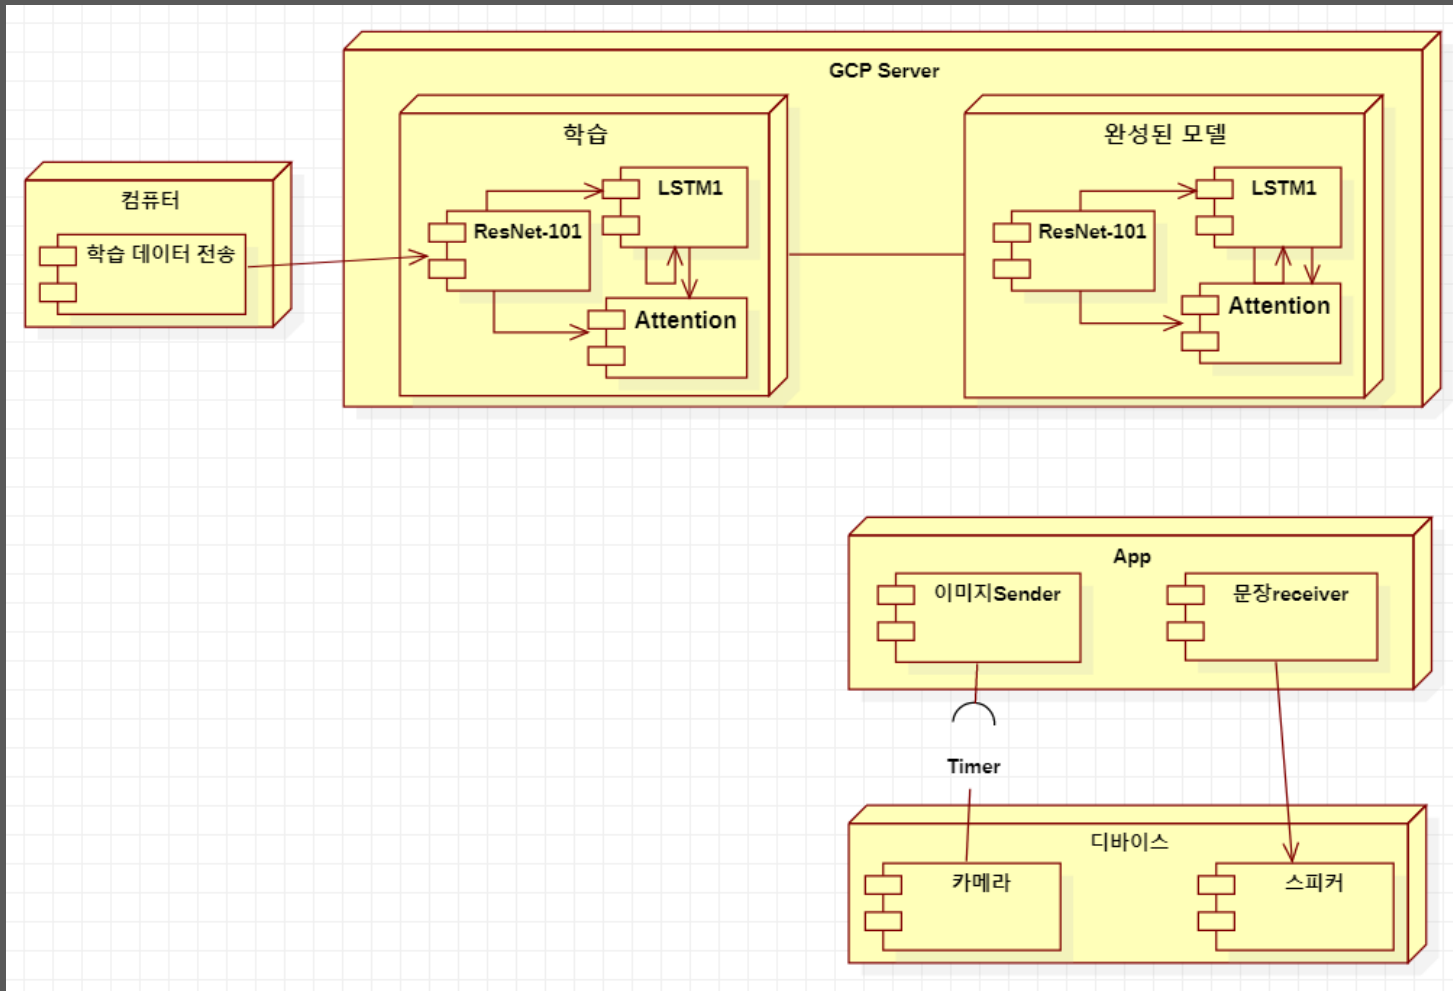 GCP Server
학습
LSTM1
ResNet-101
Attention
완성된 모델
LSTM1
ResNet-101
Attention
컴퓨터
학습 데이터 전송
App
이미지Sender
문장receiver
Timer
디바이스
카메라
스피커